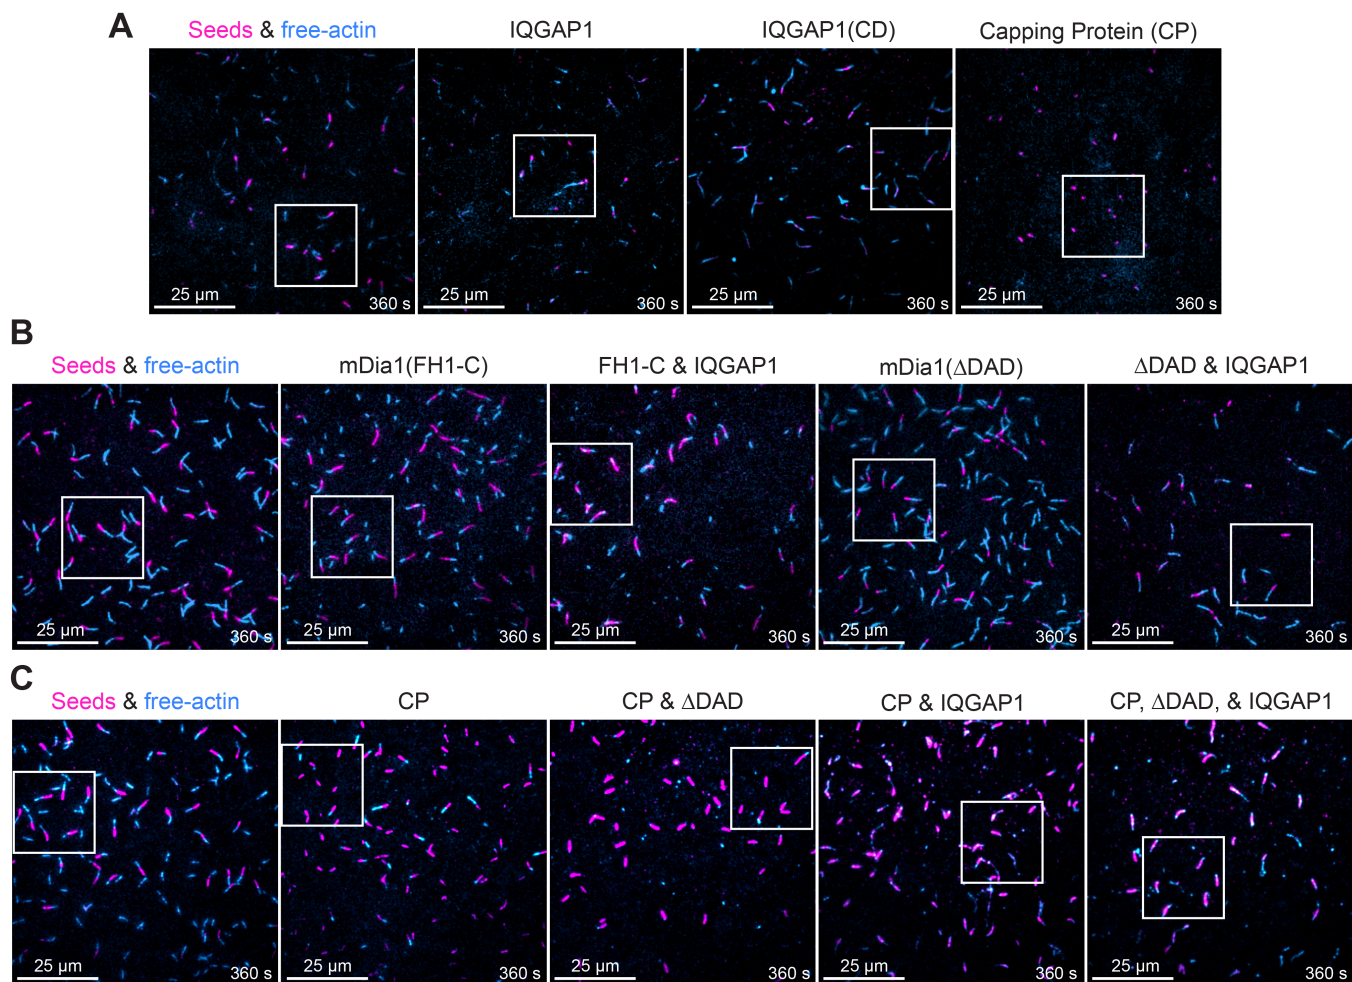 A
Seeds & free-actin
IQGAP1
IQGAP1(CD)
Capping Protein (CP)
25 µm
360 s
25 µm
360 s
25 µm
360 s
25 µm
360 s
B
Seeds & free-actin
mDia1(FH1-C)
FH1-C & IQGAP1
mDia1(ΔDAD)
ΔDAD & IQGAP1
25 µm
360 s
25 µm
360 s
25 µm
360 s
25 µm
360 s
25 µm
360 s
C
Seeds & free-actin
CP
CP & ΔDAD
CP & IQGAP1
CP, ΔDAD, & IQGAP1
25 µm
360 s
25 µm
360 s
25 µm
360 s
25 µm
360 s
25 µm
360 s